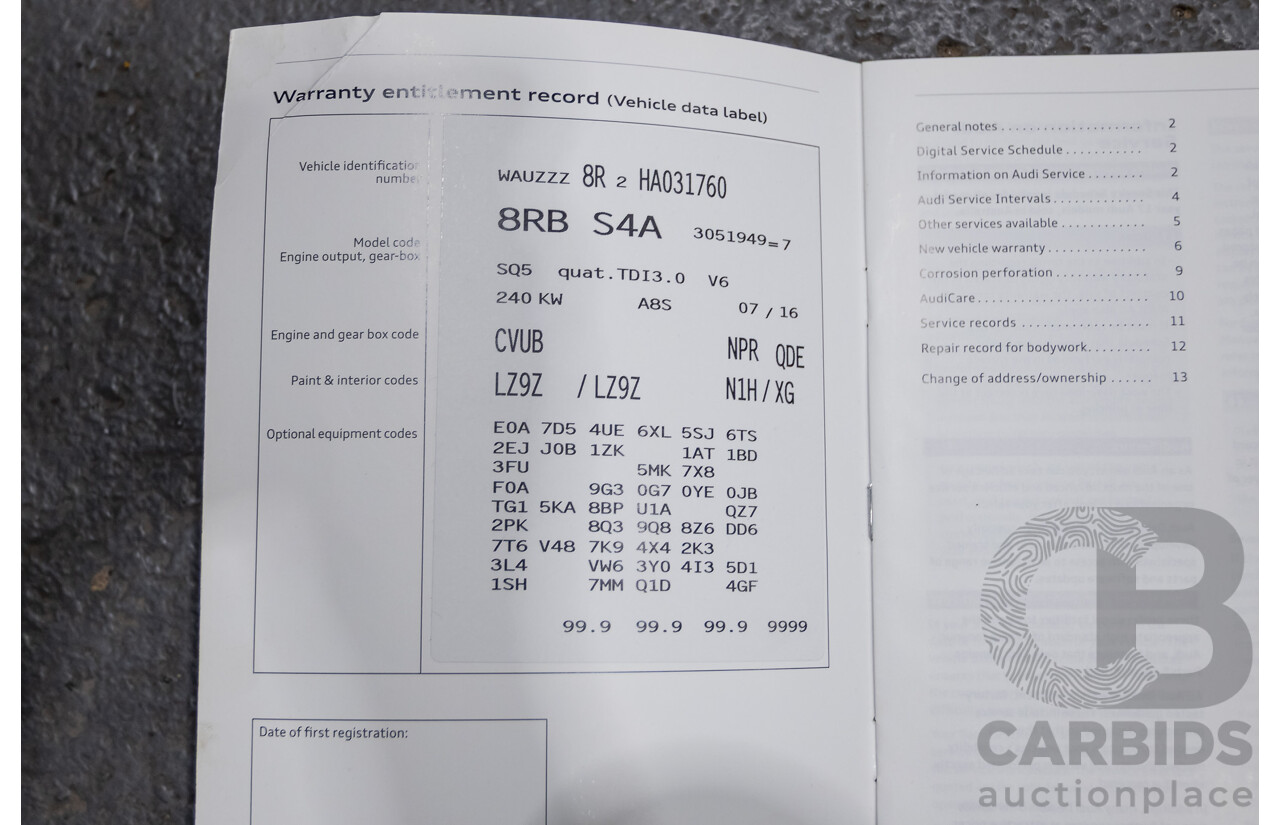 Warranty entitlement record (Vehicle data label)
Vehicle identification
number
WAUZZZ 8R 2 HA031760
8RB S4A 3051949=7
Model code
Engine output, gear-box
SQ5 quat.TDI3.0 V6
240 KW A8S 07 / 16
Engine and gear box code
CVUB NPR QDE
Paint & interior codes
LZ9Z / LZ9Z N1H / XG
Optional equipment codes
E0A 7D5 4UE 6XL 5SJ 6TS
2EJ J0B 1ZK 1AT 1BD
3FU 5MK 7X8
F0A 9G3 0G7 0YE 0JB
TG1 5KA 8BP U1A QZ7
2PK 8Q3 9Q8 8Z6 DD6
7T6 V48 7K9 4X4 2K3
3L4 VW6 3Y0 4I3 5D1
1SH 7MM Q1D 4GF
99.9 99.9 99.9 9999
Date of first registration:
General notes . . . . . . . . . . . . . . . . . . . . 2
Digital Service Schedule . . . . . . . . . . . 2
Information on Audi Service . . . . . . . . 2
Audi Service Intervals . . . . . . . . . . . . . 4
Other services available . . . . . . . . . . . . 5
New vehicle warranty . . . . . . . . . . . . . . 6
Corrosion perforation . . . . . . . . . . . . . 9
AudiCare . . . . . . . . . . . . . . . . . . . . . . . . 10
Service records . . . . . . . . . . . . . . . . . . 11
Repair record for bodywork. . . . . . . . . 12
Change of address/ownership . . . . . . 13
CB
CARBIDS
auctionplace